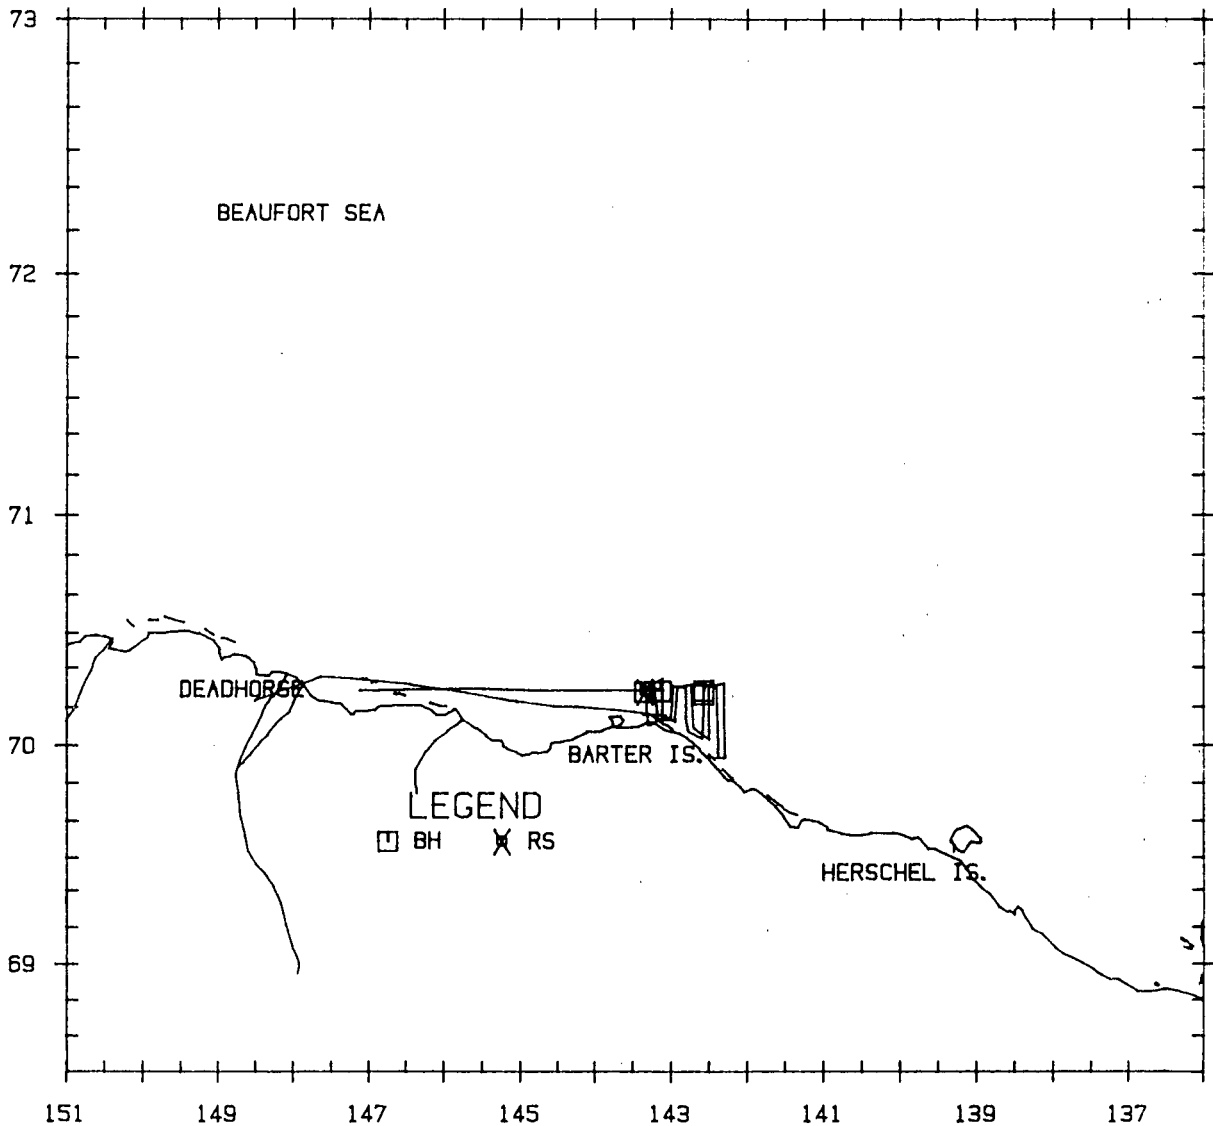 73
BEAUFORT SEA
72
71
DEADHORSE
70
BARTER IS.
LEGEND
BH RS
HERSCHEL IS.
69
151 149 147 145 143 141 139 137